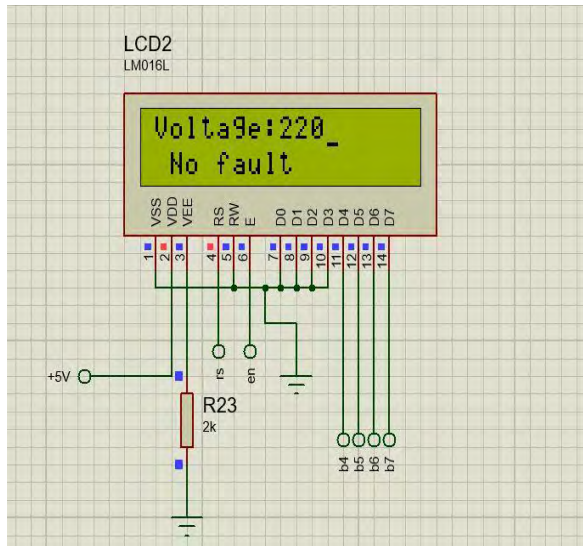 LCD2
LM016L
Voltage:220_
No fault
VSS VDD VEE RS RW E D0 D1 D2 D3 D4 D5 D6 D7
1 2 3 4 5 6 7 8 9 10 11 12 13 14
rs en
+5V
R23
2k
b4 b5 b6 b7